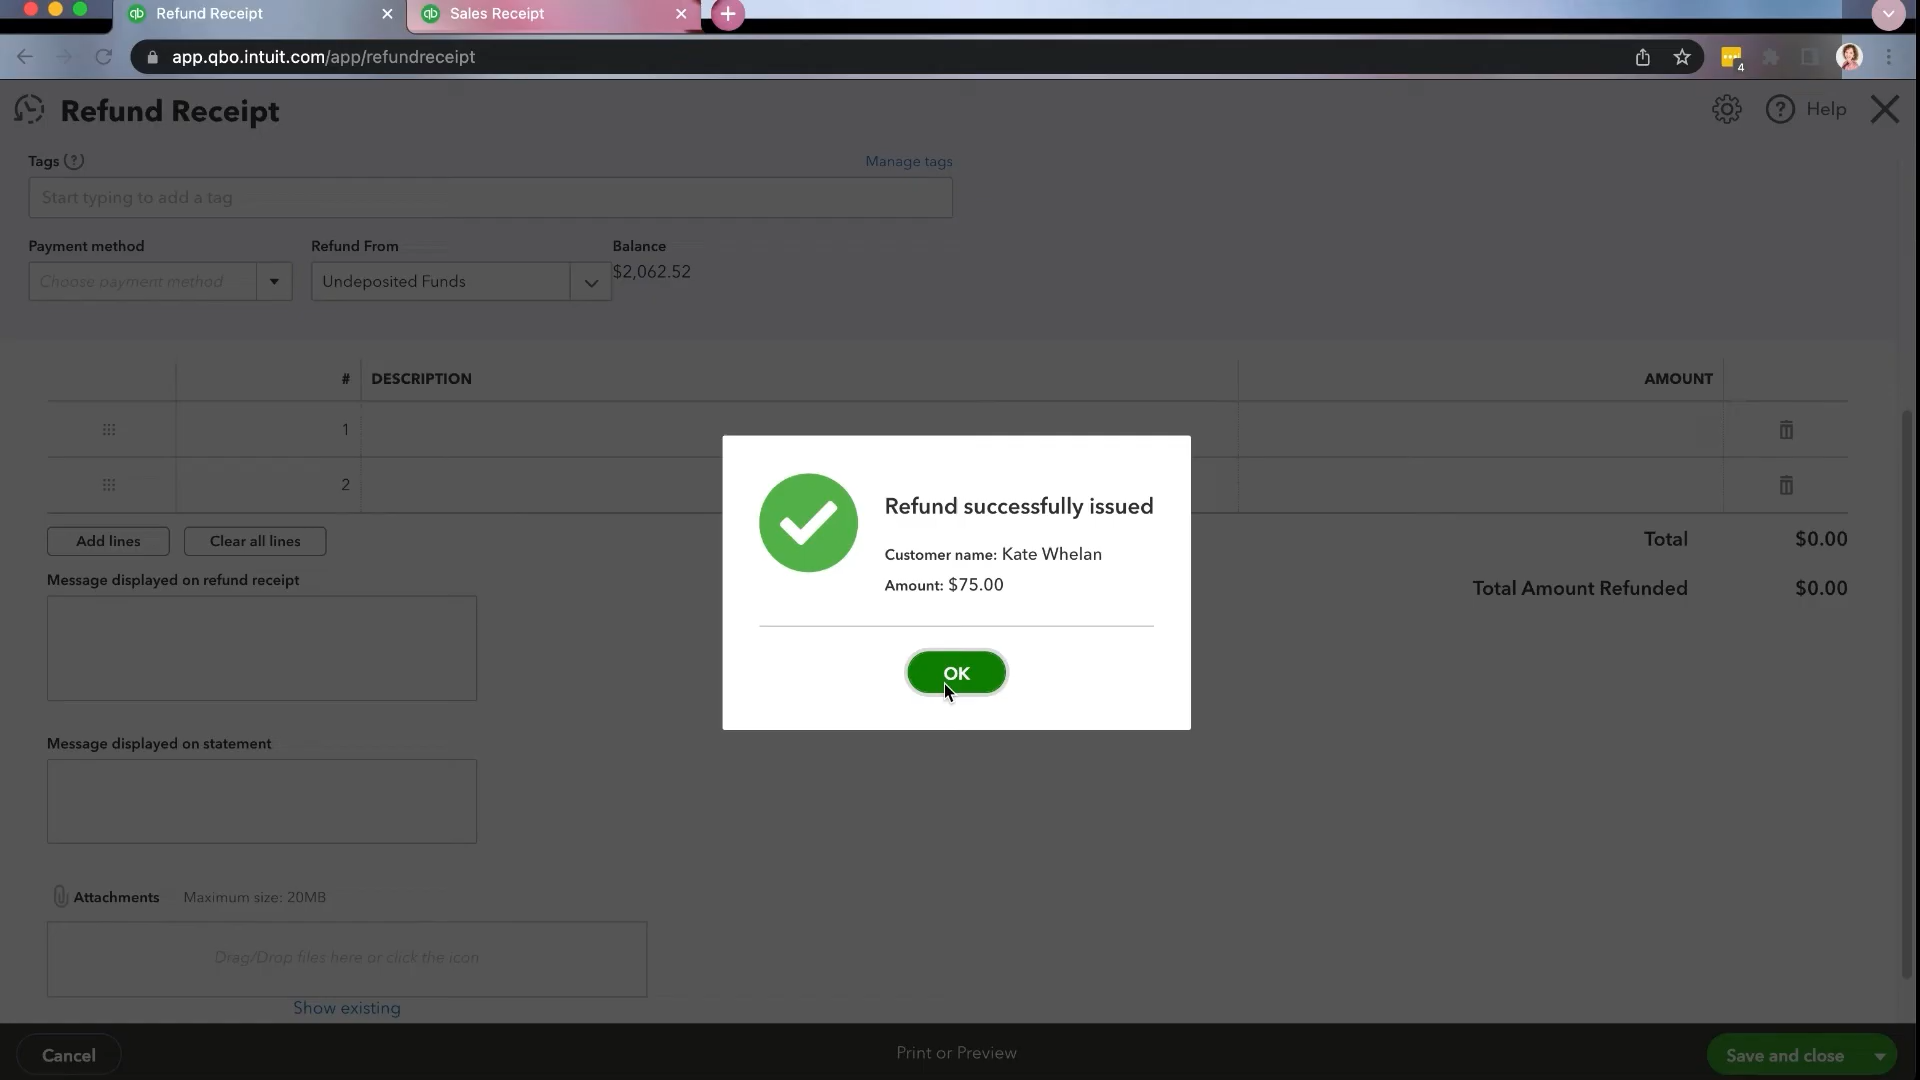 qb Refund Receipt
qb Sales Receipt
app.qbo.intuit.com/app/refundreceipt
4
Refund Receipt
Help
Tags
Manage tags
Start typing to add a tag
Payment method
Refund From
Balance
Choose payment method
Undeposited Funds
$2,062.52
# DESCRIPTION AMOUNT
1
2
Add lines
Clear all lines
Total $0.00
Message displayed on refund receipt
Total Amount Refunded $0.00
Refund successfully issued
Customer name: Kate Whelan
Amount: $75.00
OK
Message displayed on statement
Attachments Maximum size: 20MB
Drag/Drop files here or click the icon
Show existing
Cancel
Print or Preview
Save and close